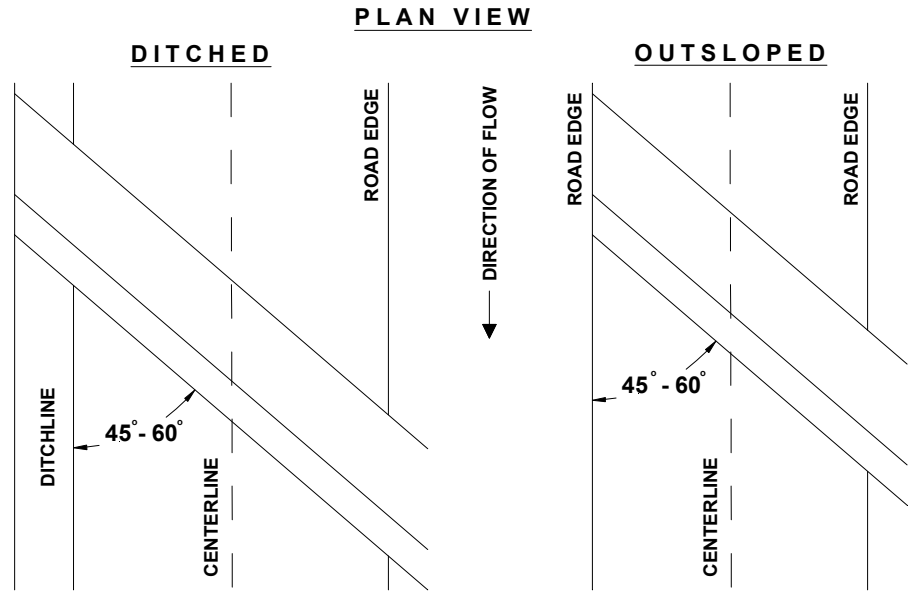 PLAN VIEW
DITCHED
OUTSLOPED
ROAD EDGE
DIRECTION OF FLOW
ROAD EDGE
ROAD EDGE
DITCHLINE
45° - 60°
CENTERLINE
45° - 60°
CENTERLINE